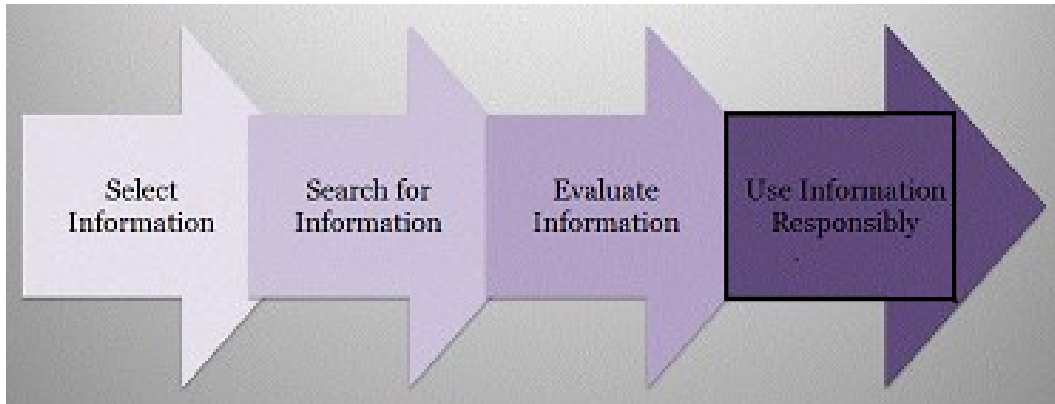 Select
Information
Search for
Information
Evaluate
Information
Use Information
Responsibly